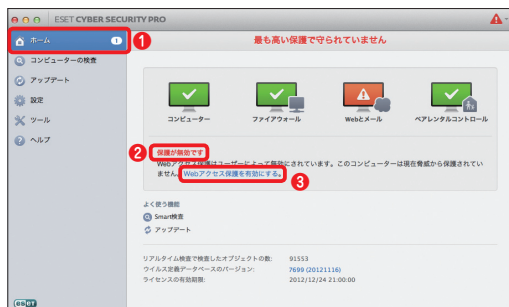 ESET CYBER SECURITY PRO
ホーム
1
❶
最も高い保護で守られていません
コンピューターの検査
アップデート
設定
ツール
ヘルプ
コンピューター
ファイアウォール
Webとメール
ペアレンタルコントロール
❷
保護が無効です
Webアクセス保護はユーザーによって無効にされています。このコンピューターは現在脅威から保護されてい
ません。Webアクセス保護を有効にする。
❸
よく使う機能
Smart検査
アップデート
リアルタイム検査で検査したオブジェクトの数: 91553
ウイルス定義データベースのバージョン: 7699 (20121116)
ライセンスの有効期限: 2012/12/24 21:00:00
eset